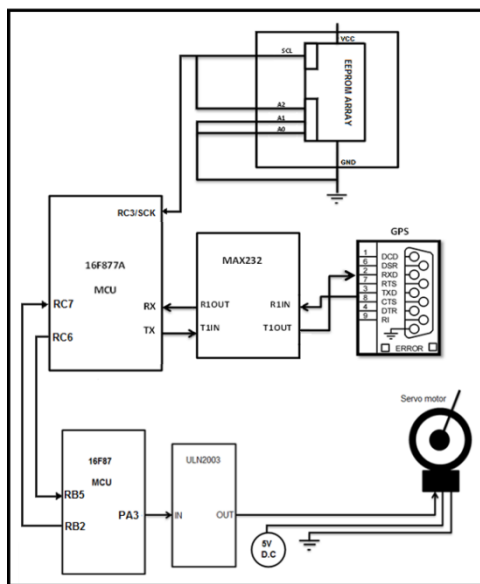 VCC
SCL
EEPROM ARRAY
A2
A1
A0
GND
RC3/SCK
GPS
16F877A
MCU
MAX232
1
6
2
7
3
8
4
9
DCD
DSR
RXD
RTS
TXD
CTS
DTR
RI
ERROR
RC7
RX
R1OUT
R1IN
RC6
TX
T1IN
T1OUT
Servo motor
16F87
MCU
ULN2003
RB5
RB2
PA3
IN
OUT
5V
D.C